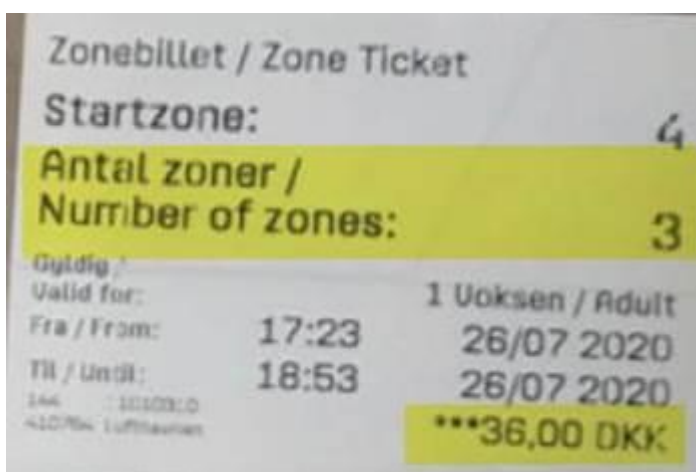 Zonebillet / Zone Ticket
Startzone: 4
Antal zoner /
Number of zones: 3
Gyldig /
Valid for: 1 Voksen / Adult
Fra / From: 17:23 26/07 2020
Til / Until: 18:53 26/07 2020
***36,00 DKK
Lufthavnen